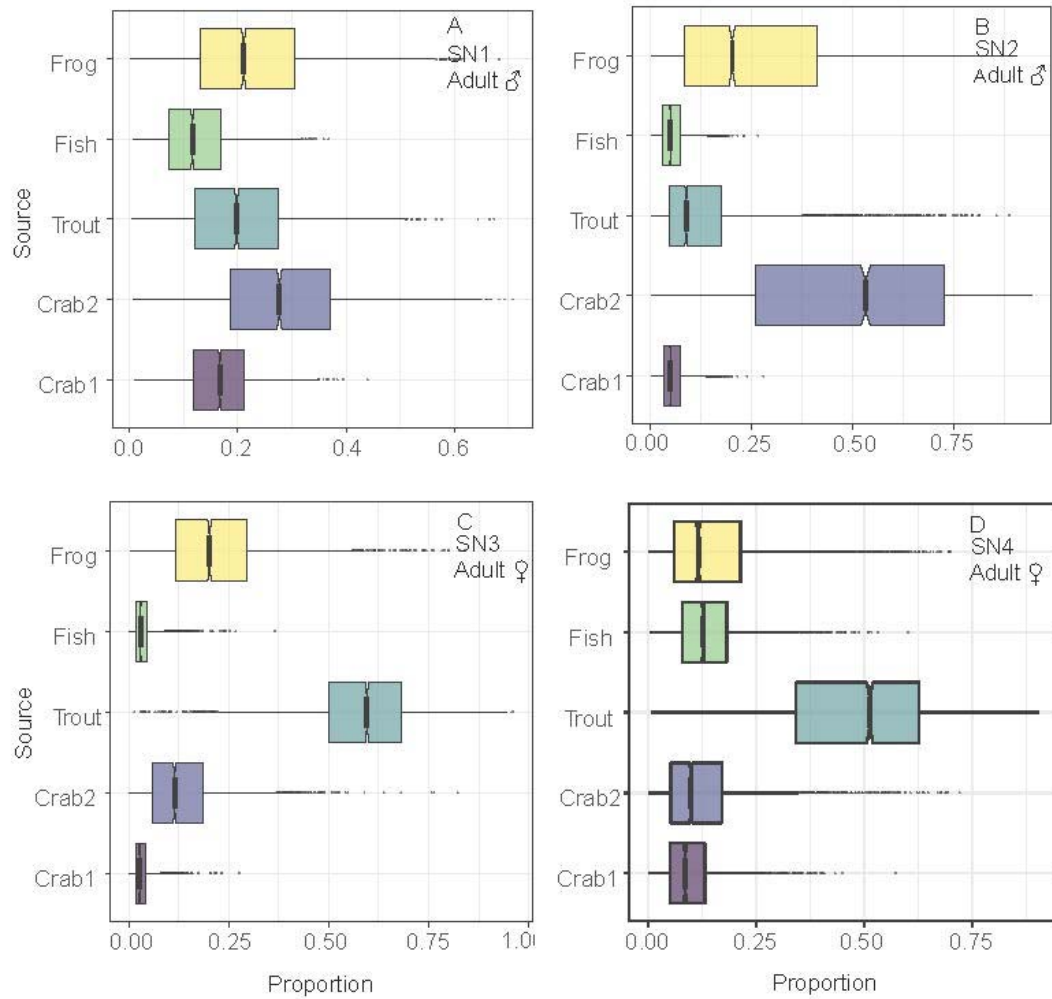 A
SN1
Adult ♂
Frog
Fish
Trout
Crab2
Crab1
Source
0.0
0.2
0.4
0.6
B
SN2
Adult ♂
Frog
Fish
Trout
Crab2
Crab1
0.00
0.25
0.50
0.75
C
SN3
Adult ♀
Frog
Fish
Trout
Crab2
Crab1
Source
0.00
0.25
0.50
0.75
Proportion
D
SN4
Adult ♀
Frog
Fish
Trout
Crab2
Crab1
0.00
0.25
0.50
0.75
Proportion